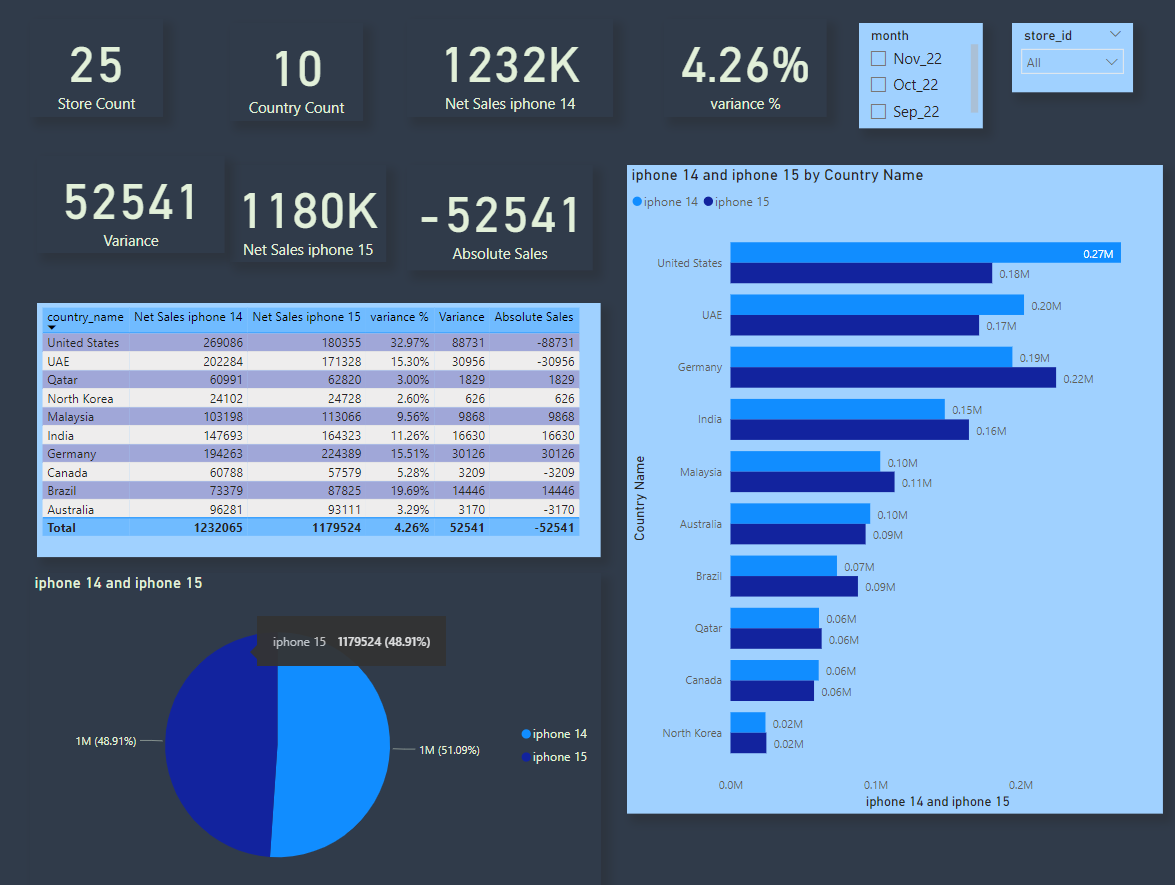 25
Store Count
10
Country Count
1232K
Net Sales iphone 14
4.26%
variance %
month
Nov_22
Oct_22
Sep_22
store_id
All
52541
Variance
1180K
Net Sales iphone 15
-52541
Absolute Sales
country_name Net Sales iphone 14 Net Sales iphone 15 variance % Variance Absolute Sales
United States 269086 180355 32.97% 88731 -88731
UAE 202284 171328 15.30% 30956 -30956
Qatar 60991 62820 3.00% 1829 1829
North Korea 24102 24728 2.60% 626 626
Malaysia 103198 113066 9.56% 9868 9868
India 147693 164323 11.26% 16630 16630
Germany 194263 224389 15.51% 30126 30126
Canada 60788 57579 5.28% 3209 -3209
Brazil 73379 87825 19.69% 14446 14446
Australia 96281 93111 3.29% 3170 -3170
Total 1232065 1179524 4.26% 52541 -52541
iphone 14 and iphone 15
iphone 15 1179524 (48.91%)
1M (48.91%)
1M (51.09%)
iphone 14
iphone 15
iphone 14 and iphone 15 by Country Name
iphone 14 iphone 15
Country Name
United States
0.27M
0.18M
UAE
0.20M
0.17M
Germany
0.19M
0.22M
India
0.15M
0.16M
Malaysia
0.10M
0.11M
Australia
0.10M
0.09M
Brazil
0.07M
0.09M
Qatar
0.06M
0.06M
Canada
0.06M
0.06M
North Korea
0.02M
0.02M
0.0M 0.1M 0.2M
iphone 14 and iphone 15